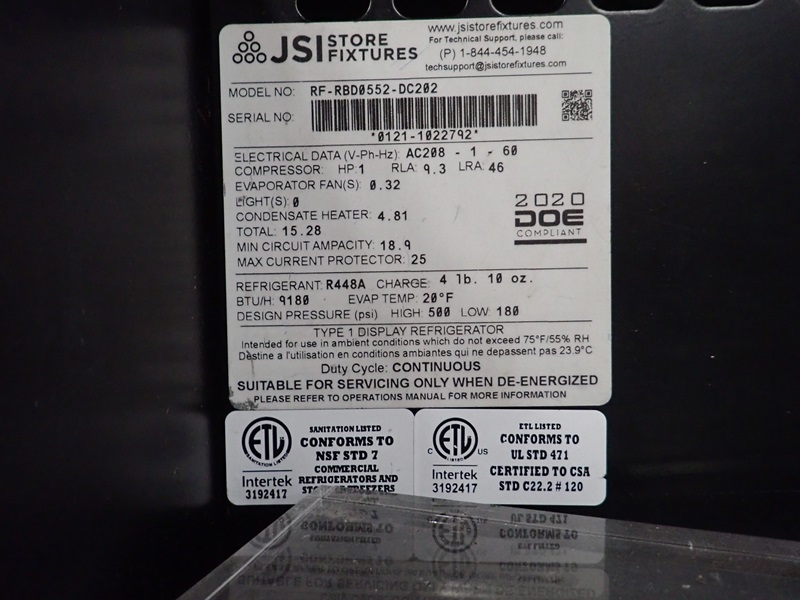 JSI STORE FIXTURES
www.jsistorefixtures.com
For Technical Support, please call:
(P) 1-844-454-1948
techsupport@jsistorefixtures.com
MODEL NO: RF-RBD0552-DC202
SERIAL NO:
*0121-1022792*
ELECTRICAL DATA (V-Ph-Hz): AC208 - 1 - 60
COMPRESSOR: HP:1 RLA: 9.3 LRA: 46
EVAPORATOR FAN(S): 0.32
LIGHT(S): 0
CONDENSATE HEATER: 4.81
TOTAL: 15.28
MIN CIRCUIT AMPACITY: 18.9
MAX CURRENT PROTECTOR: 25
2020
DOE
COMPLIANT
REFRIGERANT: R448A CHARGE: 4 lb. 10 oz.
BTU/H: 9180 EVAP TEMP: 20°F
DESIGN PRESSURE (psi) HIGH: 500 LOW: 180
TYPE 1 DISPLAY REFRIGERATOR
Intended for use in ambient conditions which do not exceed 75°F/55% RH
Destine a l'utilisation en conditions ambiantes qui ne depassent pas 23.9°C
Duty Cycle: CONTINUOUS
SUITABLE FOR SERVICING ONLY WHEN DE-ENERGIZED
PLEASE REFER TO OPERATIONS MANUAL FOR MORE INFORMATION
ETL
SANITATION LISTED
Intertek
3192417
SANITATION LISTED
CONFORMS TO
NSF STD 7
COMMERCIAL
REFRIGERATORS AND
FREEZERS
ETL
C US
LISTED
Intertek
3192417
ETL LISTED
CONFORMS TO
UL STD 471
CERTIFIED TO CSA
STD C22.2 # 120